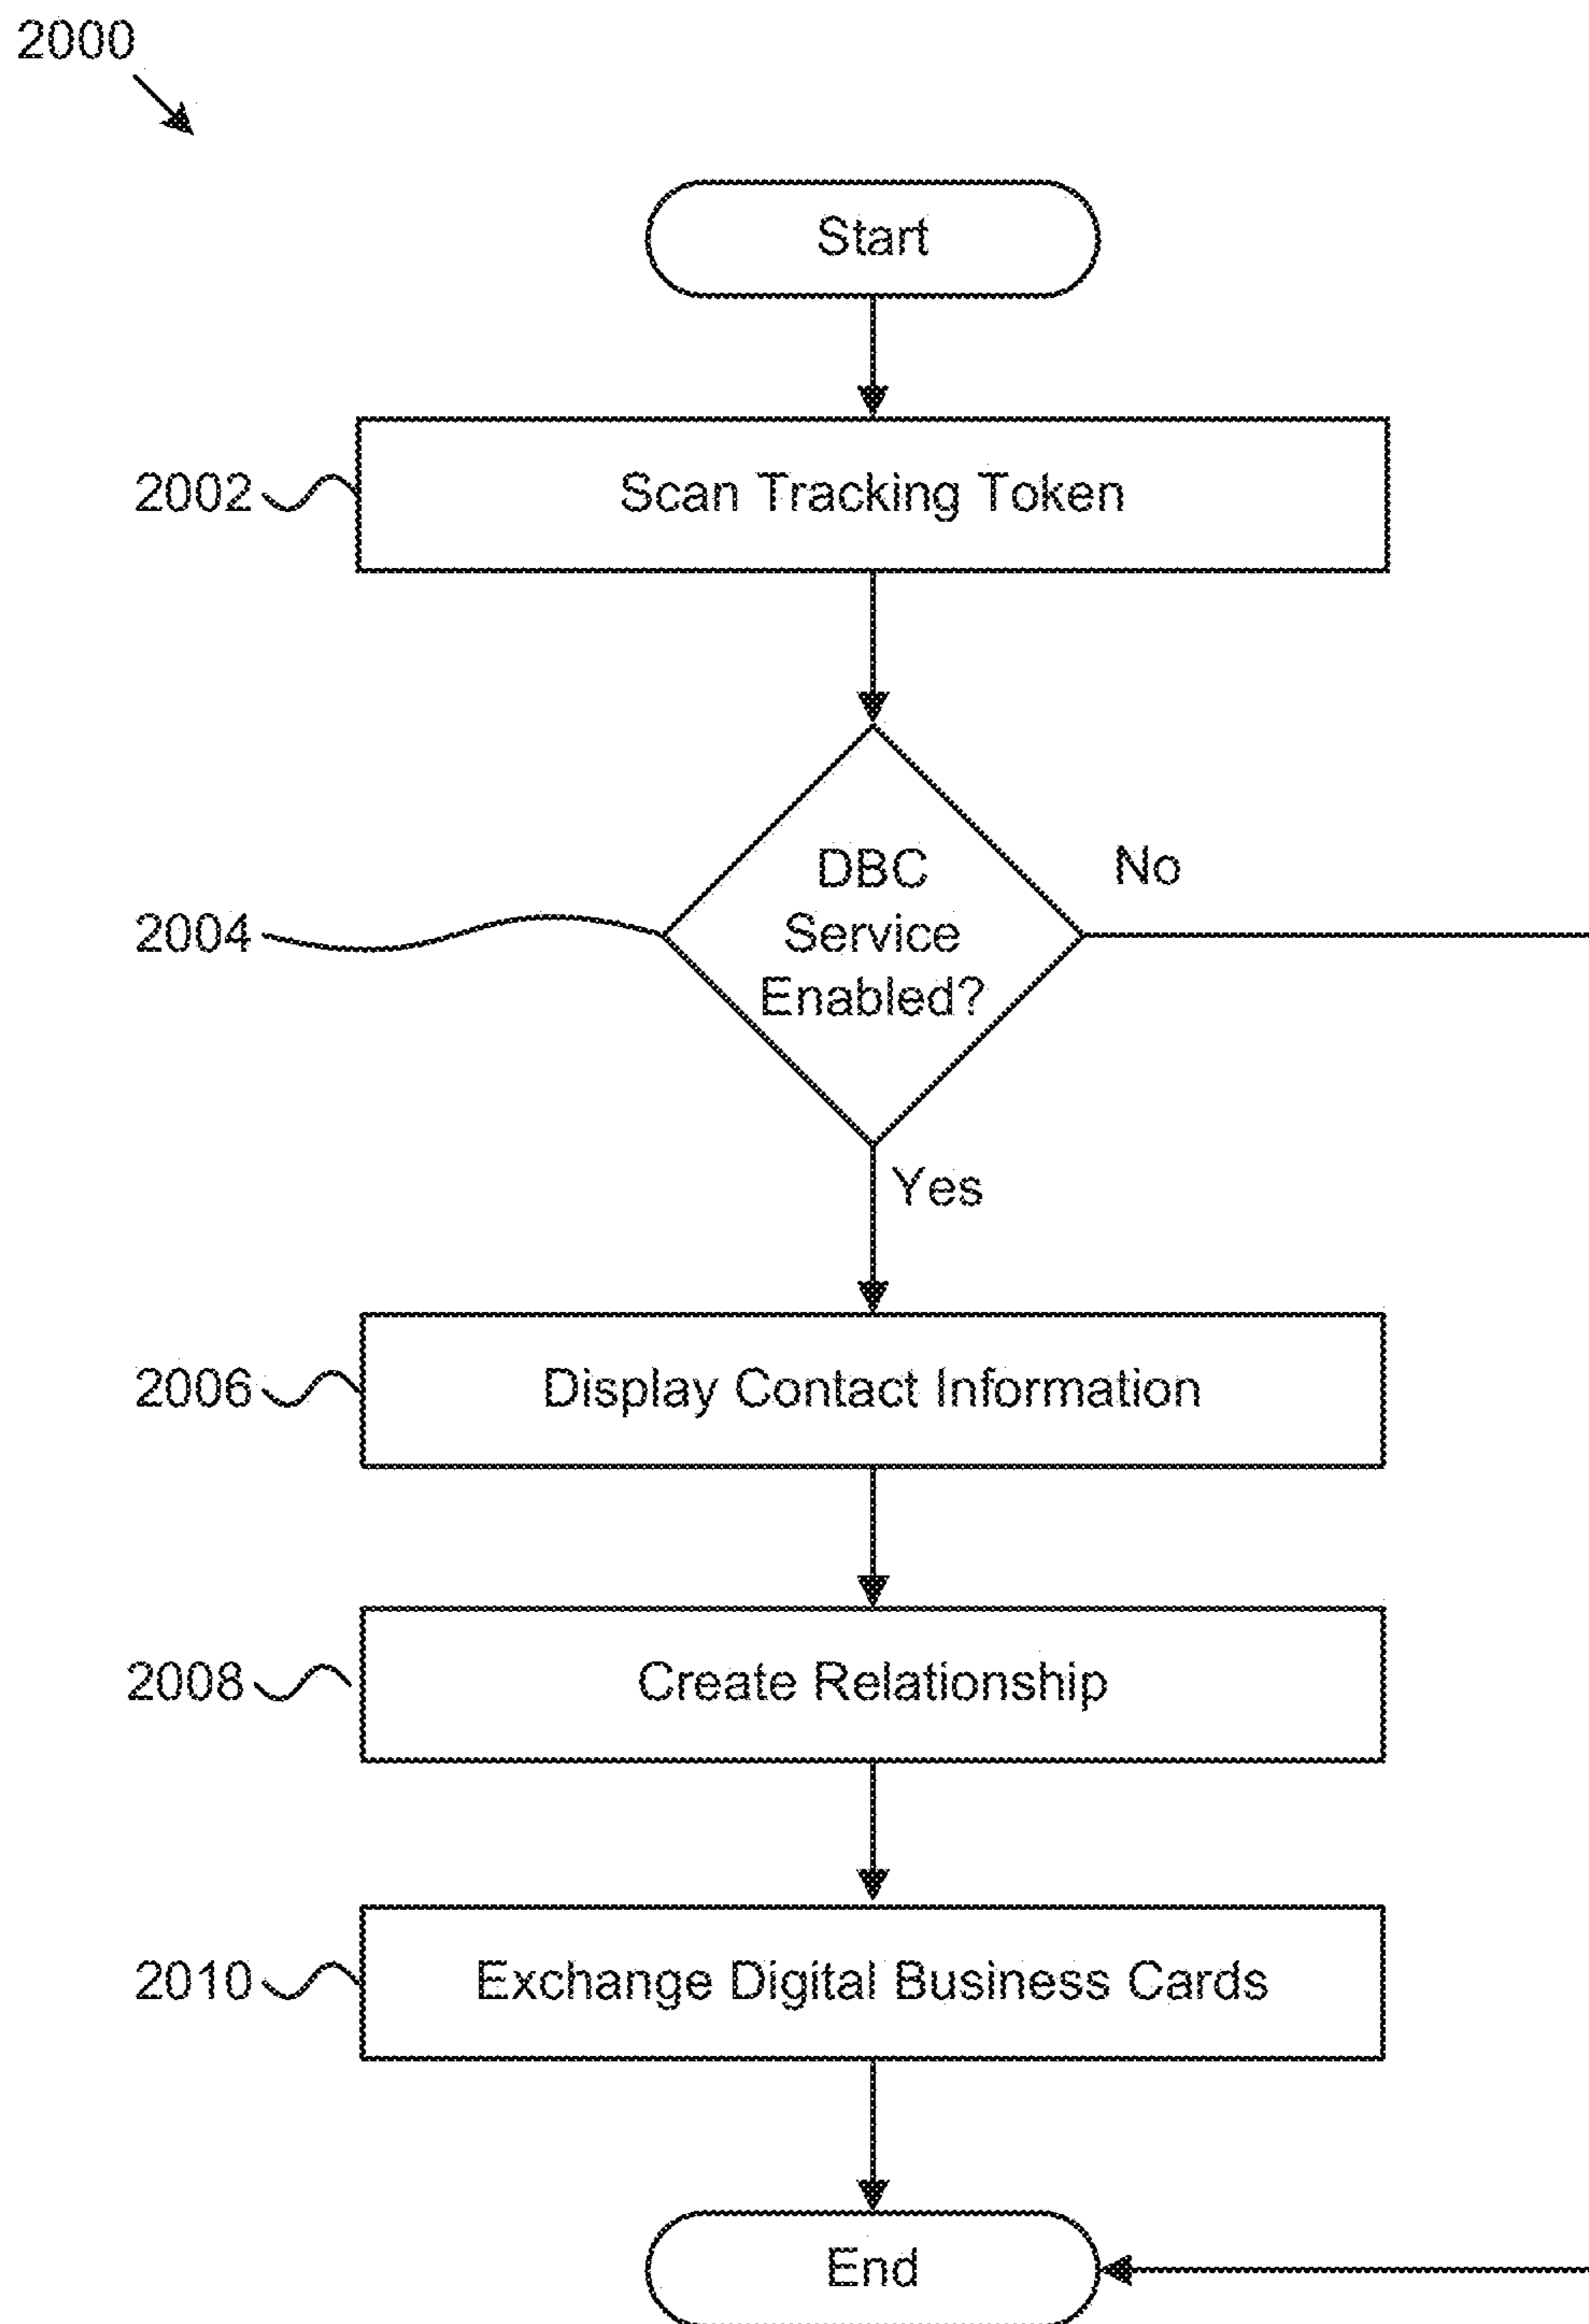 2000
Start
2002
Scan Tracking Token
2004
DBC
Service
Enabled?
No
Yes
2006
Display Contact Information
2008
Create Relationship
2010
Exchange Digital Business Cards
End